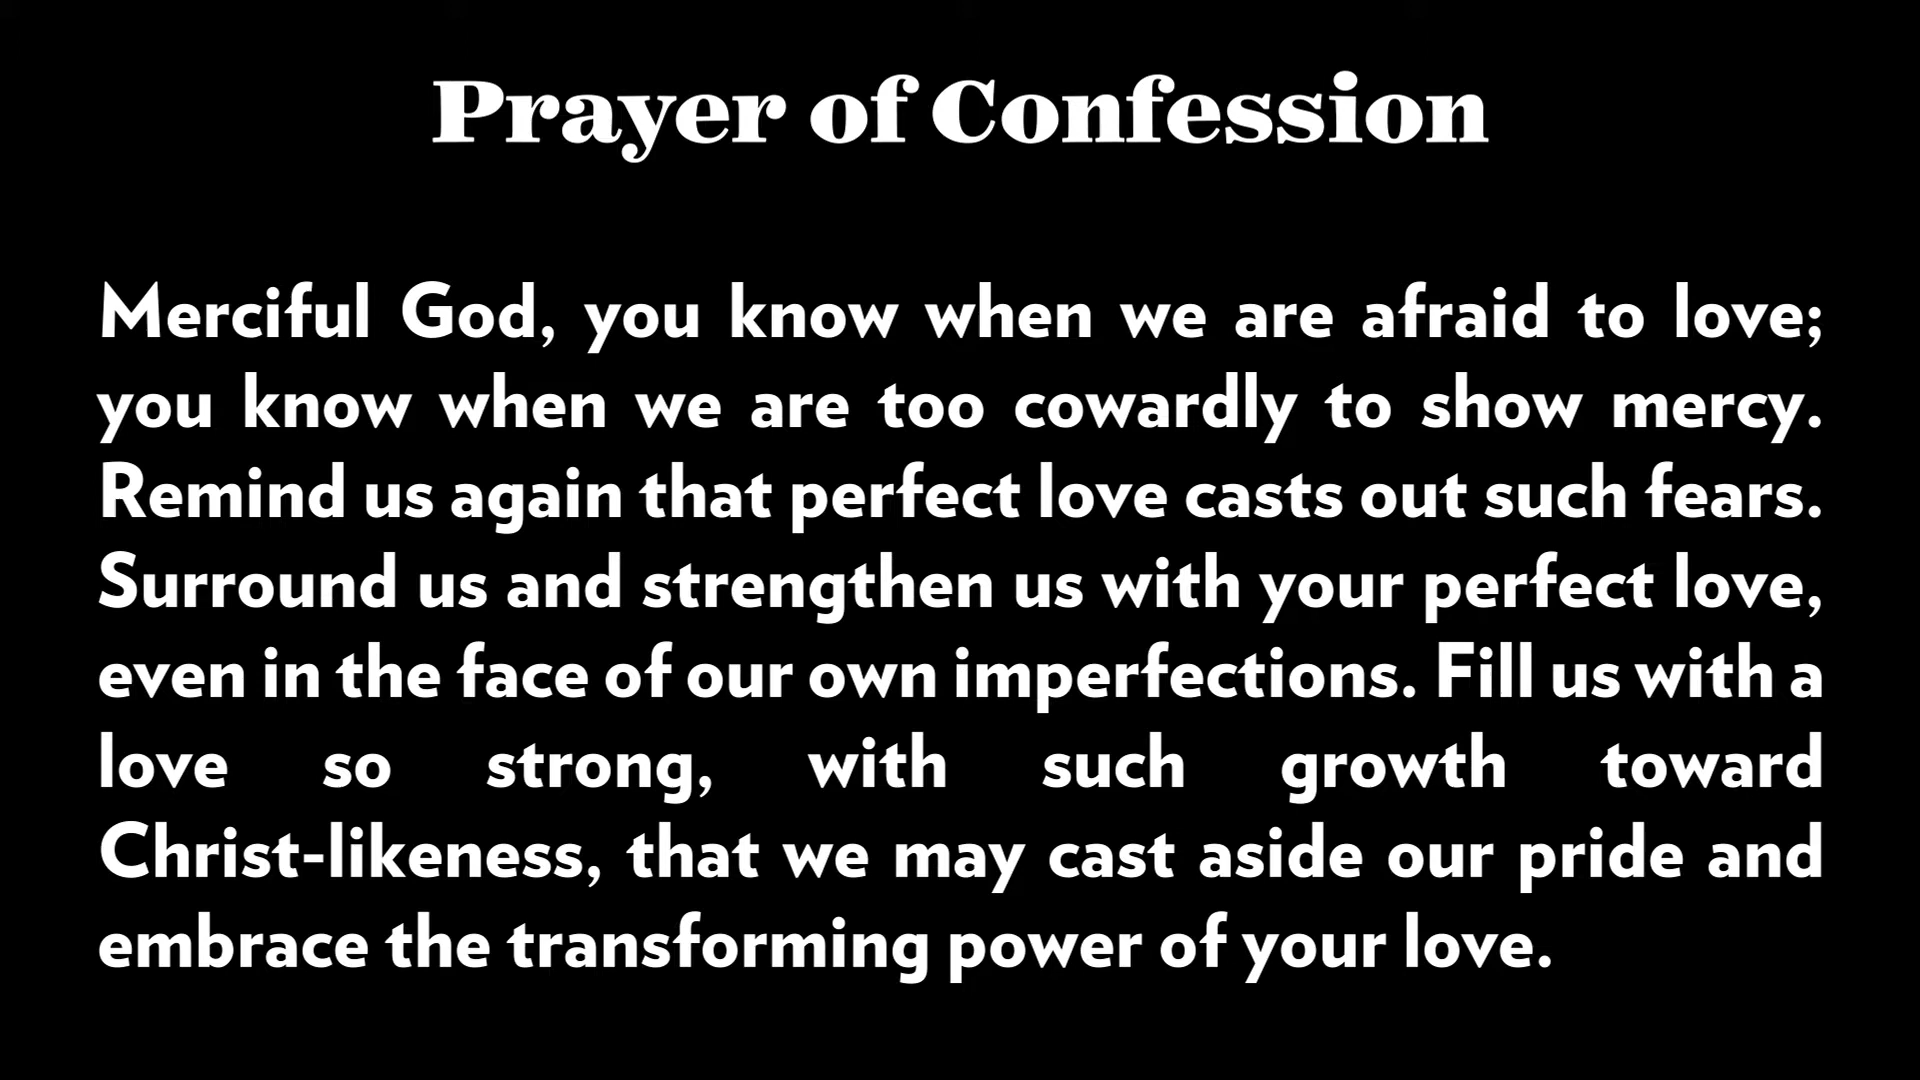 Prayer of Confession
Merciful God, you know when we are afraid to love;
you know when we are too cowardly to show mercy.
Remind us again that perfect love casts out such fears.
Surround us and strengthen us with your perfect love,
even in the face of our own imperfections. Fill us with a
love so strong, with such growth toward
Christ-likeness, that we may cast aside our pride and
embrace the transforming power of your love.